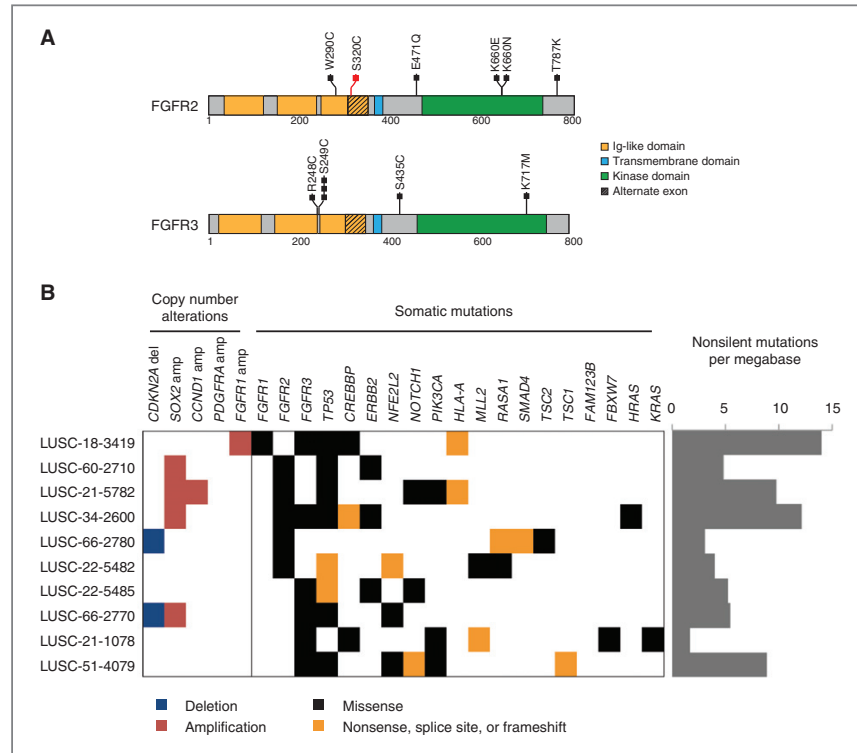 A
W290C
S320C
E471Q
K660E
K660N
T787K
FGFR2
1
200
400
600
800
Ig-like domain
Transmembrane domain
Kinase domain
Alternate exon
R248C
S249C
S435C
K717M
FGFR3
1
200
400
600
800
B
Copy number
alterations
Somatic mutations
Nonsilent mutations
per megabase
CDKN2A del
SOX2 amp
CCND1 amp
PDGFRA amp
FGFR1 amp
FGFR1
FGFR2
FGFR3
TP53
CREBBP
ERBB2
NFE2L2
NOTCH1
PIK3CA
HLA-A
MLL2
RASA1
SMAD4
TSC2
TSC1
FAM123B
FBXW7
HRAS
KRAS
0 5 10 15
LUSC-18-3419
LUSC-60-2710
LUSC-21-5782
LUSC-34-2600
LUSC-66-2780
LUSC-22-5482
LUSC-22-5485
LUSC-66-2770
LUSC-21-1078
LUSC-51-4079
Deletion
Amplification
Missense
Nonsense, splice site, or frameshift